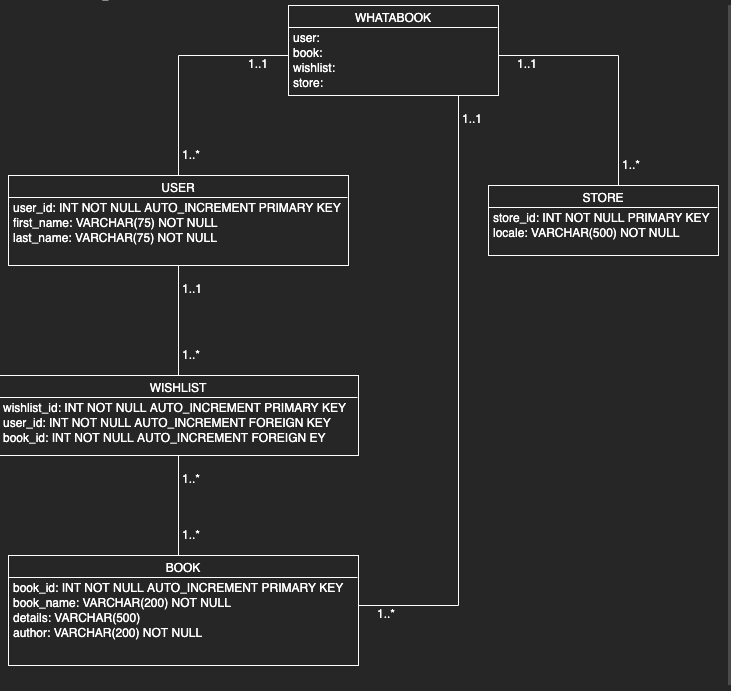 WHATABOOK
user:
book:
wishlist:
store:
1..1
1..1
1..1
1..*
1..*
USER
user_id: INT NOT NULL AUTO_INCREMENT PRIMARY KEY
first_name: VARCHAR(75) NOT NULL
last_name: VARCHAR(75) NOT NULL
STORE
store_id: INT NOT NULL PRIMARY KEY
locale: VARCHAR(500) NOT NULL
1..1
1..*
WISHLIST
wishlist_id: INT NOT NULL AUTO_INCREMENT PRIMARY KEY
user_id: INT NOT NULL AUTO_INCREMENT FOREIGN KEY
book_id: INT NOT NULL AUTO_INCREMENT FOREIGN EY
1..*
1..*
BOOK
book_id: INT NOT NULL AUTO_INCREMENT PRIMARY KEY
book_name: VARCHAR(200) NOT NULL
details: VARCHAR(500)
author: VARCHAR(200) NOT NULL
1..*